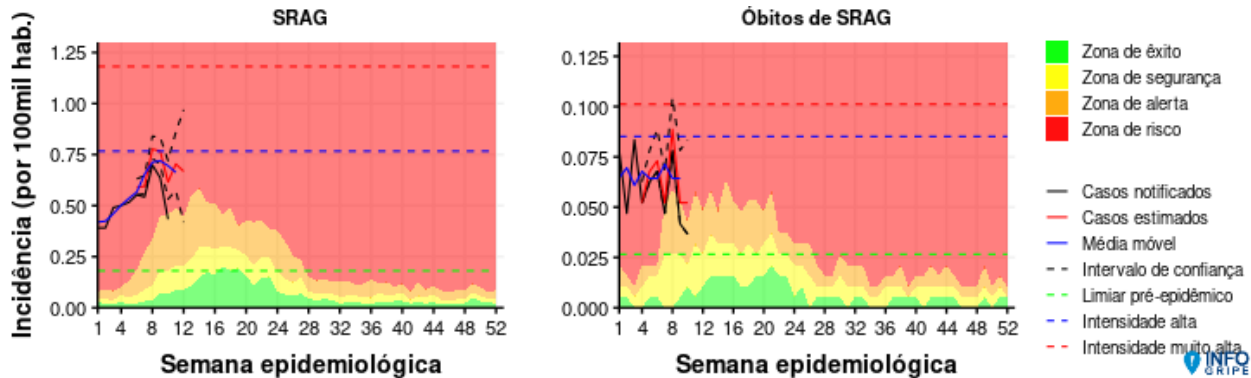 SRAG
Incidência (por 100mil hab.)
1.25
1.00
0.75
0.50
0.25
0.00
1 4 8 12 16 20 24 28 32 36 40 44 48 52
Semana epidemiológica
Óbitos de SRAG
0.125
0.100
0.075
0.050
0.025
0.000
1 4 8 12 16 20 24 28 32 36 40 44 48 52
Semana epidemiológica
Zona de êxito
Zona de segurança
Zona de alerta
Zona de risco
Casos notificados
Casos estimados
Média móvel
Intervalo de confiança
Limiar pré-epidêmico
Intensidade alta
Intensidade muito alta
INFO
GRIPE